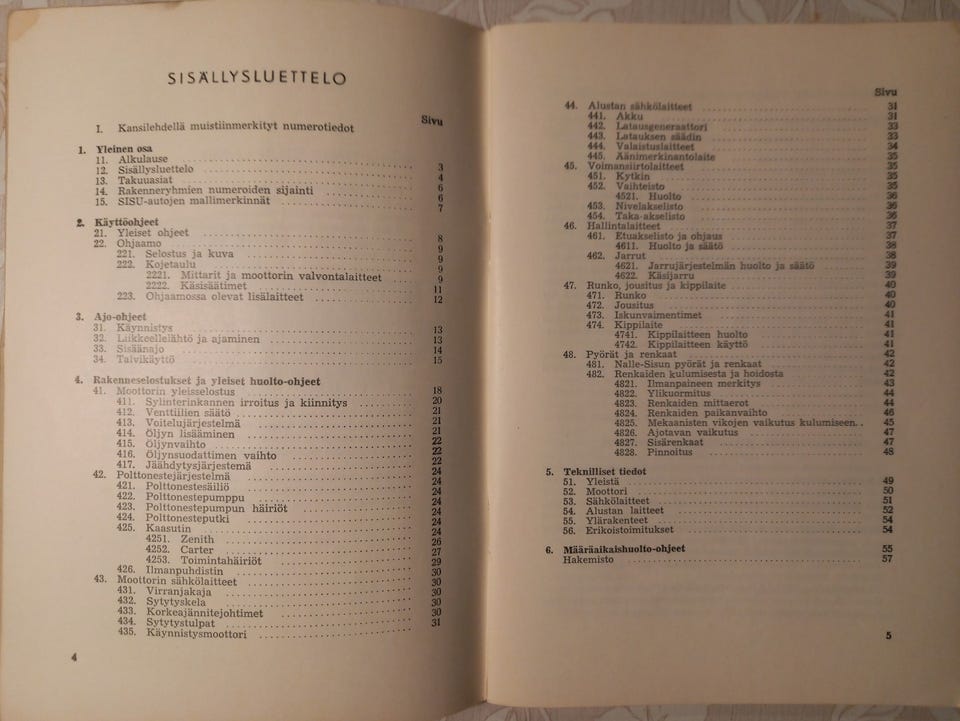 SISÄLLYSLUETTELO
Sivu
I. Kansilehdellä muistiinmerkityt numerotiedot
1. Yleinen osa
11. Alkulause 3
12. Sisällysluettelo 4
13. Takuuasiat 6
14. Rakenneryhmien numeroiden sijainti 6
15. SISU-autojen mallimerkinnät 7
2. Käyttöohjeet
21. Yleiset ohjeet 8
22. Ohjaamo 9
221. Selostus ja kuva 9
222. Kojetaulu 9
2221. Mittarit ja moottorin valvontalaitteet 9
2222. Käsisäätimet 11
223. Ohjaamossa olevat lisälaitteet 12
3. Ajo-ohjeet
31. Käynnistys 13
32. Liikkeellelähtö ja ajaminen 13
33. Sisäänajo 14
34. Talvikäyttö 15
4. Rakenneselostukset ja yleiset huolto-ohjeet
41. Moottorin yleisselostus 18
411. Sylinterinkannen irroitus ja kiinnitys 20
412. Venttiilien säätö 21
413. Voitelujärjestelmä 21
414. Öljyn lisääminen 21
415. Öljynvaihto 22
416. Öljynsuodattimen vaihto 22
417. Jäähdytysjärjestemä 22
42. Polttonestejärjestelmä 24
421. Polttonestesäiliö 24
422. Polttonestepumppu 24
423. Polttonestepumpun häiriöt 24
424. Polttonesteputki 24
425. Kaasutin 24
4251. Zenith 24
4252. Carter 26
4253. Toimintahäiriöt 27
426. Ilmanpuhdistin 29
43. Moottorin sähkölaitteet 30
431. Virranjakaja 30
432. Sytytyskela 30
433. Korkeajännitejohtimet 30
434. Sytytystulpat 30
435. Käynnistysmoottori 31
4
Sivu
44. Alustan sähkölaitteet 31
441. Akku 31
442. Latausgeneraattori 33
443. Latauksen säädin 33
444. Valaistuslaitteet 34
445. Äänimerkinantolaite 35
45. Voimansiirtolaitteet 35
451. Kytkin 35
452. Vaihteisto 35
4521. Huolto 36
453. Nivelakselisto 36
454. Taka-akselisto 36
46. Hallintalaitteet 37
461. Etuakselisto ja ohjaus 37
4611. Huolto ja säätö 38
462. Jarrut 38
4621. Jarrujärjestelmän huolto ja säätö 39
4622. Käsijarru 39
47. Runko, jousitus ja kippilaite 40
471. Runko 40
472. Jousitus 40
473. Iskunvaimentimet 41
474. Kippilaite 41
4741. Kippilaitteen huolto 41
4742. Kippilaitteen käyttö 41
48. Pyörät ja renkaat 42
481. Nalle-Sisun pyörät ja renkaat 42
482. Renkaiden kulumisesta ja hoidosta 42
4821. Ilmanpaineen merkitys 43
4822. Ylikuormitus 44
4823. Renkaiden mittaerot 44
4824. Renkaiden paikanvaihto 46
4825. Mekaanisten vikojen vaikutus kulumiseen.. 45
4826. Ajotavan vaikutus 47
4827. Sisärenkaat 47
4828. Pinnoitus 48
5. Teknilliset tiedot
51. Yleistä 49
52. Moottori 50
53. Sähkölaitteet 51
54. Alustan laitteet 52
55. Ylärakenteet 54
56. Erikoistoimitukset 54
6. Määräaikaishuolto-ohjeet 55
Hakemisto 57
5